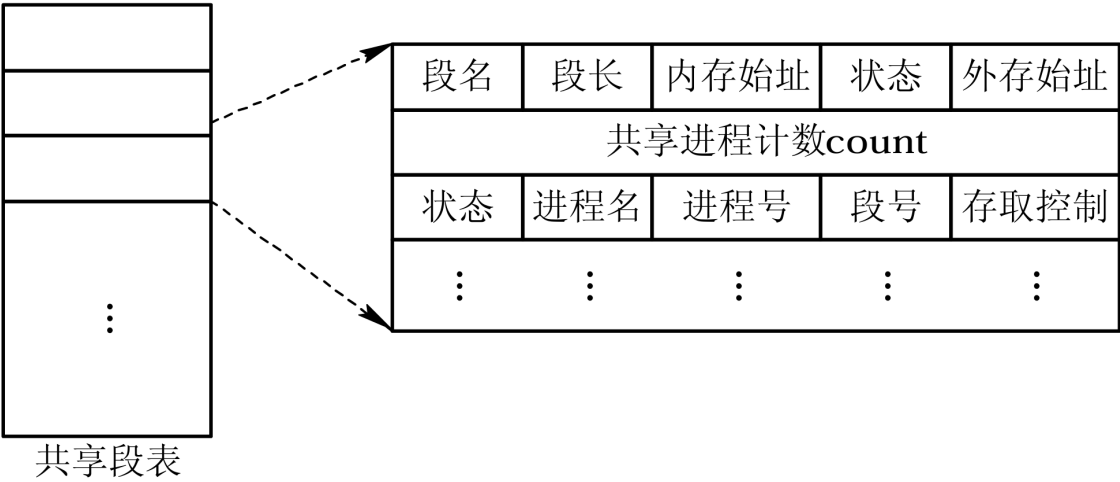 段名 段长 内存始址 状态 外存始址
共享进程计数count
状态 进程名 进程号 段号 存取控制
⋮ ⋮ ⋮ ⋮ ⋮
⋮
共享段表